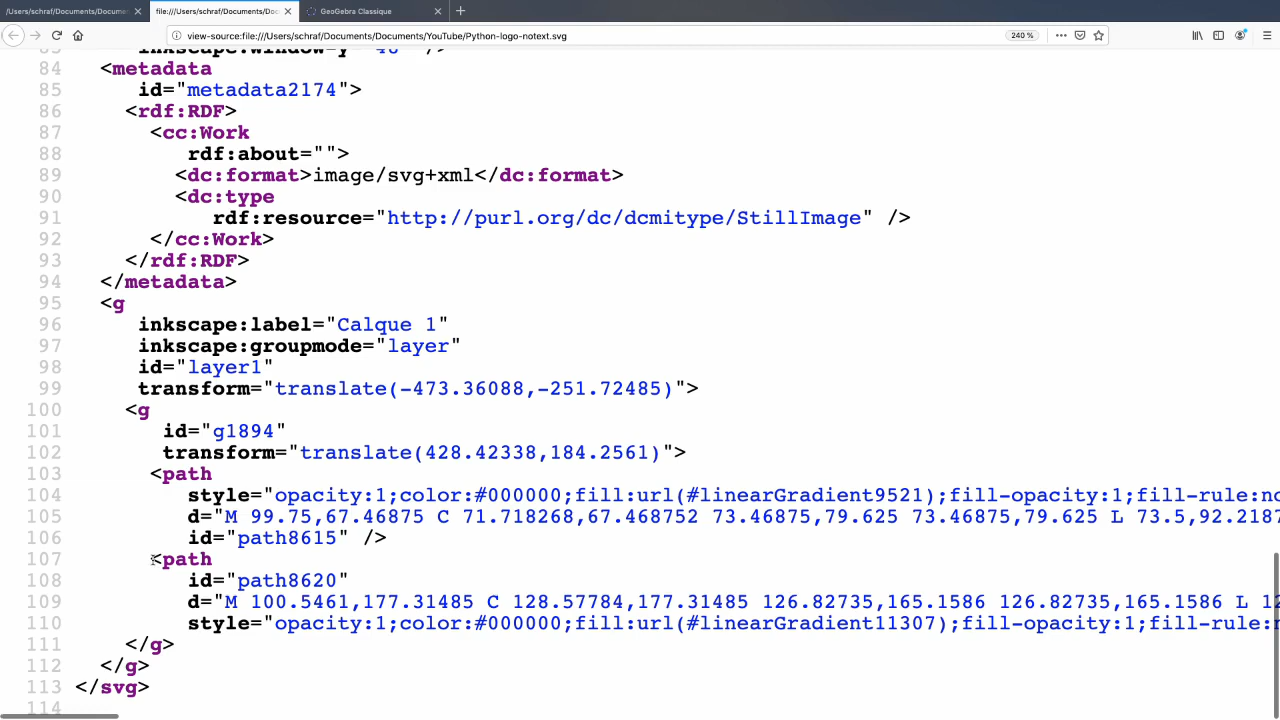 /Users/schraf/Documents/Docume
file:///Users/schraf/Documents/Doc
GeoGebra Classique
view-source:file:///Users/schraf/Documents/Documents/YouTube/Python-logo-notext.svg
240 %
83 inkscape:window-y="46" />
84 <metadata
85 id="metadata2174">
86 <rdf:RDF>
87 <cc:Work
88 rdf:about="">
89 <dc:format>image/svg+xml</dc:format>
90 <dc:type
91 rdf:resource="http://purl.org/dc/dcmitype/StillImage" />
92 </cc:Work>
93 </rdf:RDF>
94 </metadata>
95 <g
96 inkscape:label="Calque 1"
97 inkscape:groupmode="layer"
98 id="layer1"
99 transform="translate(-473.36088,-251.72485)">
100 <g
101 id="g1894"
102 transform="translate(428.42338,184.2561)">
103 <path
104 style="opacity:1;color:#000000;fill:url(#linearGradient9521);fill-opacity:1;fill-rule:no
105 d="M 99.75,67.46875 C 71.718268,67.468752 73.46875,79.625 73.46875,79.625 L 73.5,92.2187
106 id="path8615" />
107 <path
108 id="path8620"
109 d="M 100.5461,177.31485 C 128.57784,177.31485 126.82735,165.1586 126.82735,165.1586 L 12
110 style="opacity:1;color:#000000;fill:url(#linearGradient11307);fill-opacity:1;fill-rule:n
111 </g>
112 </g>
113 </svg>
114